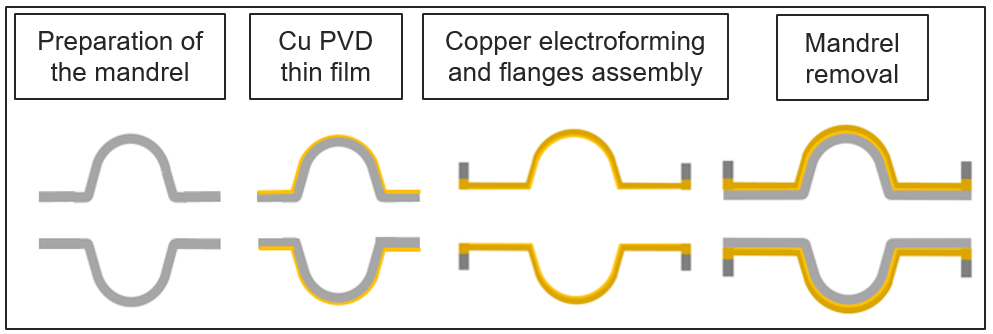 Preparation of
the mandrel
Cu PVD
thin film
Copper electroforming
and flanges assembly
Mandrel
removal